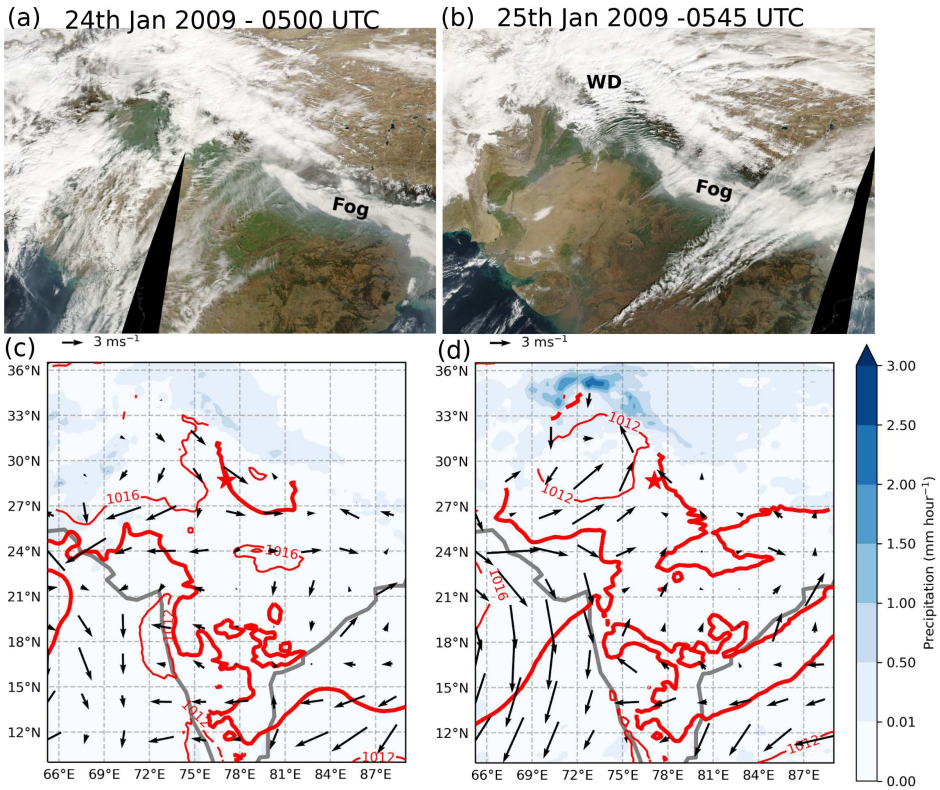 (a) 24th Jan 2009 - 0500 UTC
(b) 25th Jan 2009 -0545 UTC
Fog
WD
Fog
(c) 3 ms⁻¹
36°N
33°N
30°N
27°N
24°N
21°N
18°N
15°N
12°N
1016
1016
1012
1012
1012
66°E 69°E 72°E 75°E 78°E 81°E 84°E 87°E
(d) 3 ms⁻¹
36°N
33°N
30°N
27°N
24°N
21°N
18°N
15°N
12°N
1012
1012
1016
1012
66°E 69°E 72°E 75°E 78°E 81°E 84°E 87°E
3.00
2.50
2.00
1.50
1.00
0.50
0.01
0.00
Precipitation (mm hour⁻¹)